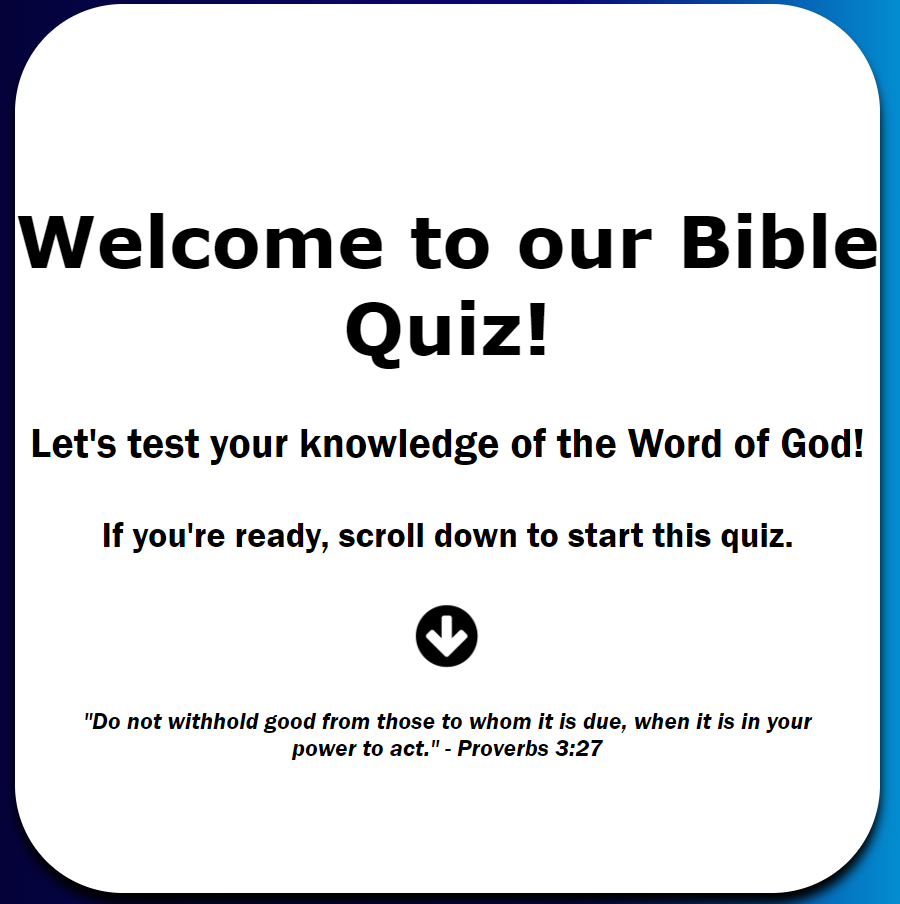 Welcome to our Bible
Quiz!
Let's test your knowledge of the Word of God!
If you're ready, scroll down to start this quiz.
"Do not withhold good from those to whom it is due, when it is in your
power to act." - Proverbs 3:27